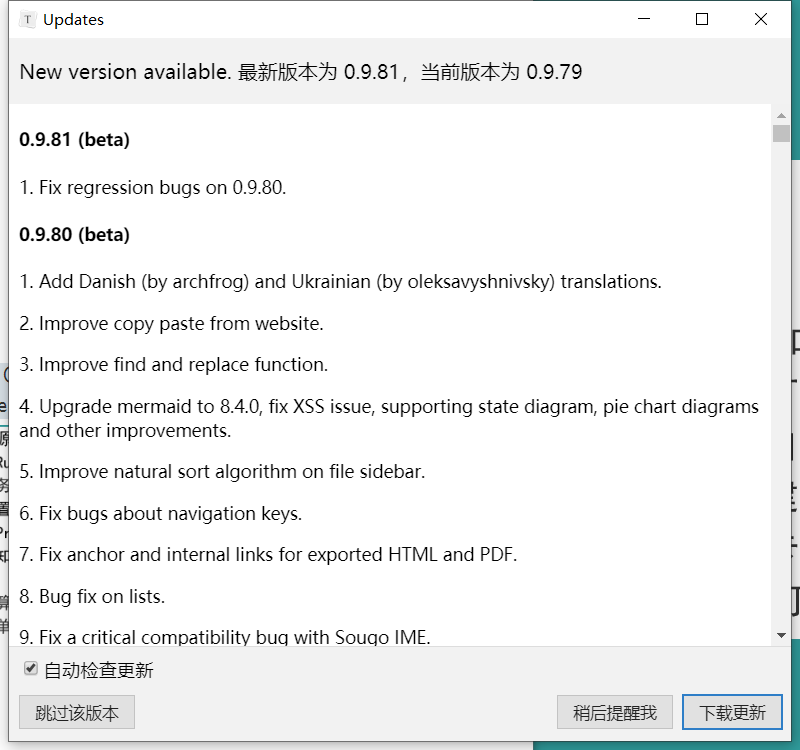 T Updates
New version available. 最新版本为 0.9.81，当前版本为 0.9.79
0.9.81 (beta)
1. Fix regression bugs on 0.9.80.
0.9.80 (beta)
1. Add Danish (by archfrog) and Ukrainian (by oleksavyshnivsky) translations.
2. Improve copy paste from website.
3. Improve find and replace function.
4. Upgrade mermaid to 8.4.0, fix XSS issue, supporting state diagram, pie chart diagrams
and other improvements.
5. Improve natural sort algorithm on file sidebar.
6. Fix bugs about navigation keys.
7. Fix anchor and internal links for exported HTML and PDF.
8. Bug fix on lists.
9. Fix a critical compatibility bug with Sougo IME.
自动检查更新
跳过该版本
稍后提醒我
下载更新